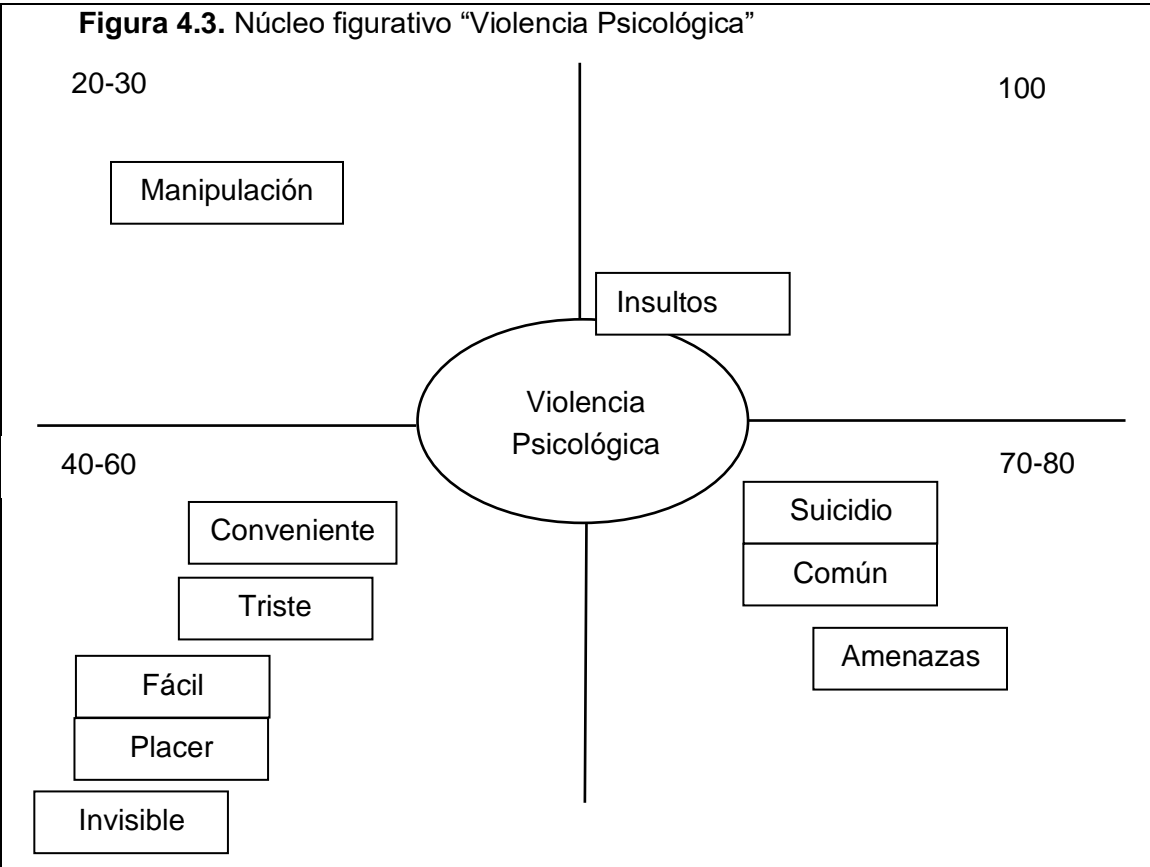 Figura 4.3. Núcleo figurativo “Violencia Psicológica”
20-30
100
Manipulación
Insultos
Violencia
Psicológica
40-60
70-80
Conveniente
Triste
Fácil
Placer
Invisible
Suicidio
Común
Amenazas